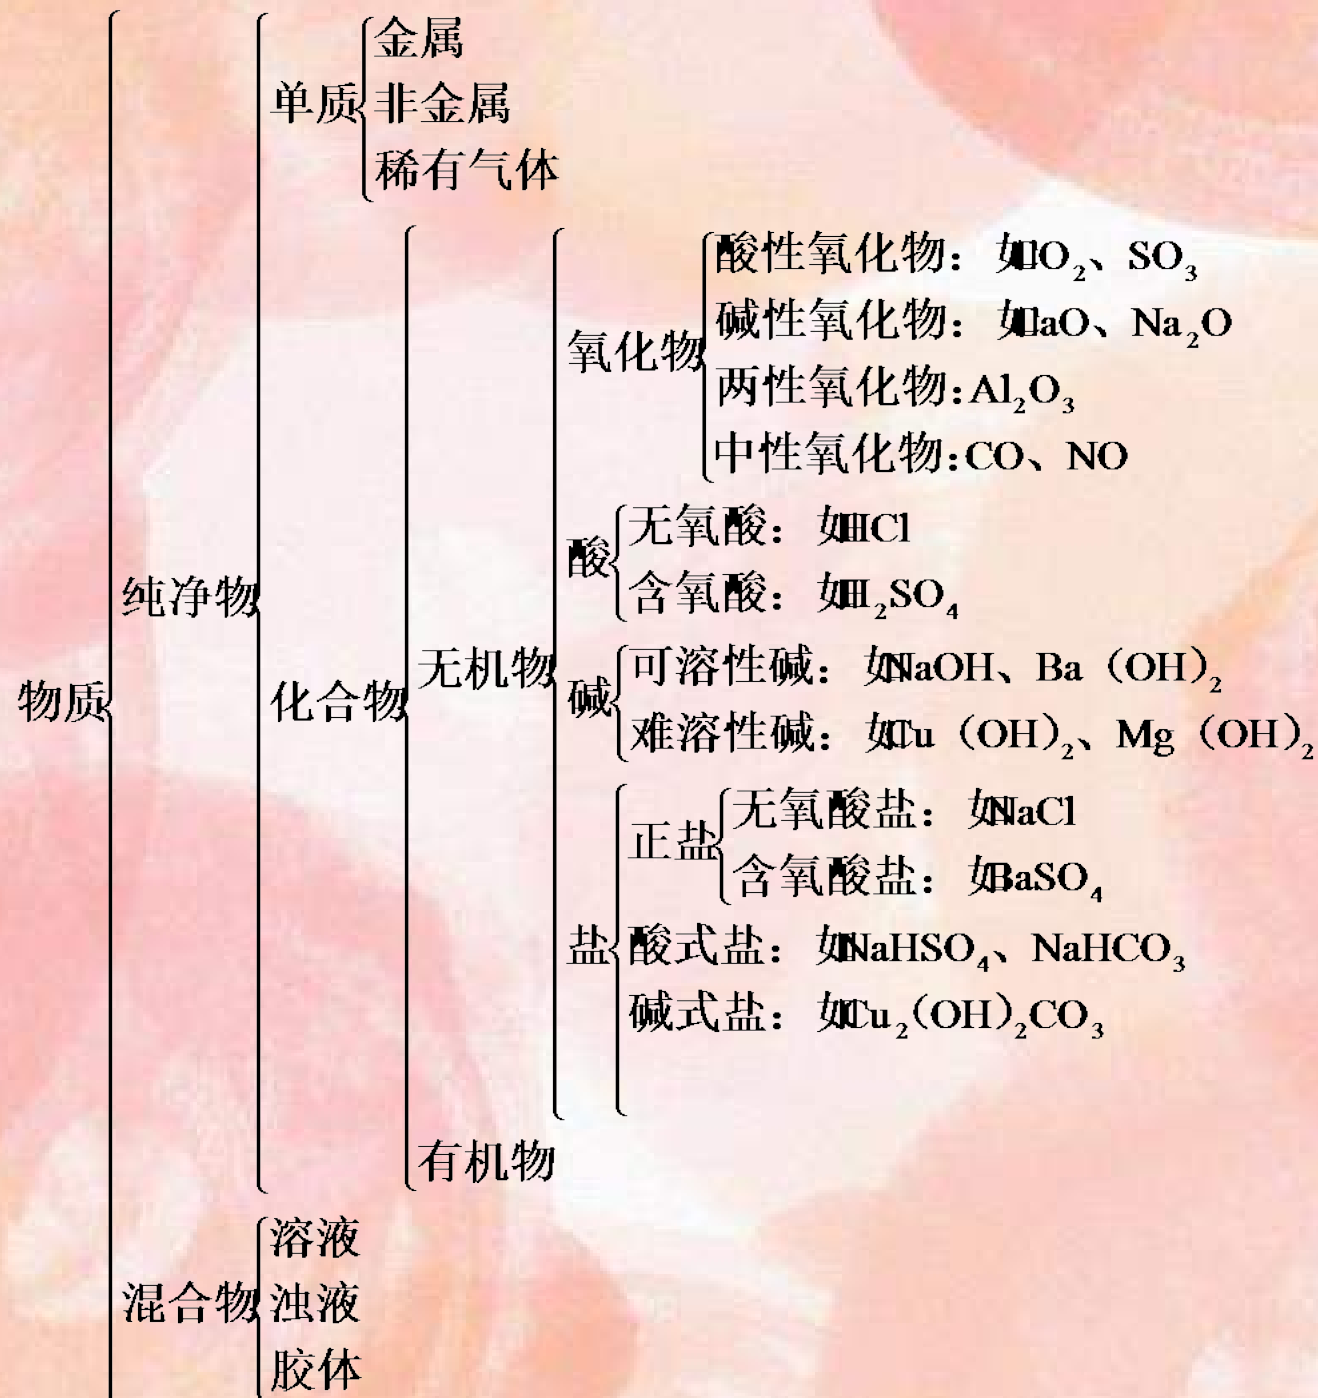 金属
单质
非金属
稀有气体
酸性氧化物：如 O₂、SO₃
碱性氧化物：如 aO、Na₂O
氧化物
两性氧化物:Al₂O₃
中性氧化物:CO、NO
无氧酸：如HCl
酸
含氧酸：如H₂SO₄
纯净物
无机物
可溶性碱：如NaOH、Ba（OH）₂
物质
化合物
碱
难溶性碱：如Cu（OH）₂、Mg（OH）₂
无氧酸盐：如NaCl
正盐
含氧酸盐：如BaSO₄
盐
酸式盐：如NaHSO₄、NaHCO₃
碱式盐：如Cu₂(OH)₂CO₃
有机物
溶液
混合物
浊液
胶体